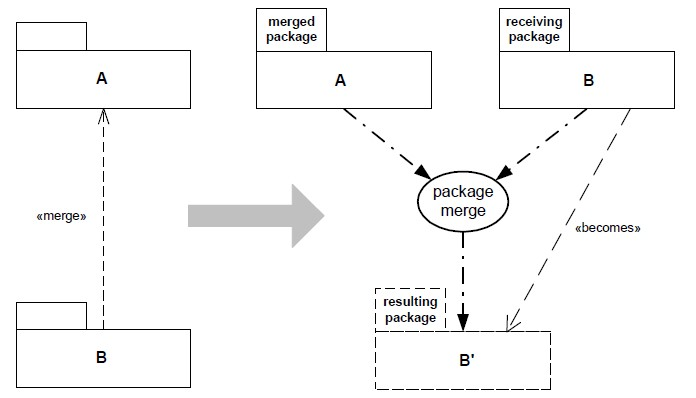 A
«merge»
B
merged
package
A
receiving
package
B
package
merge
«becomes»
resulting
package
B'